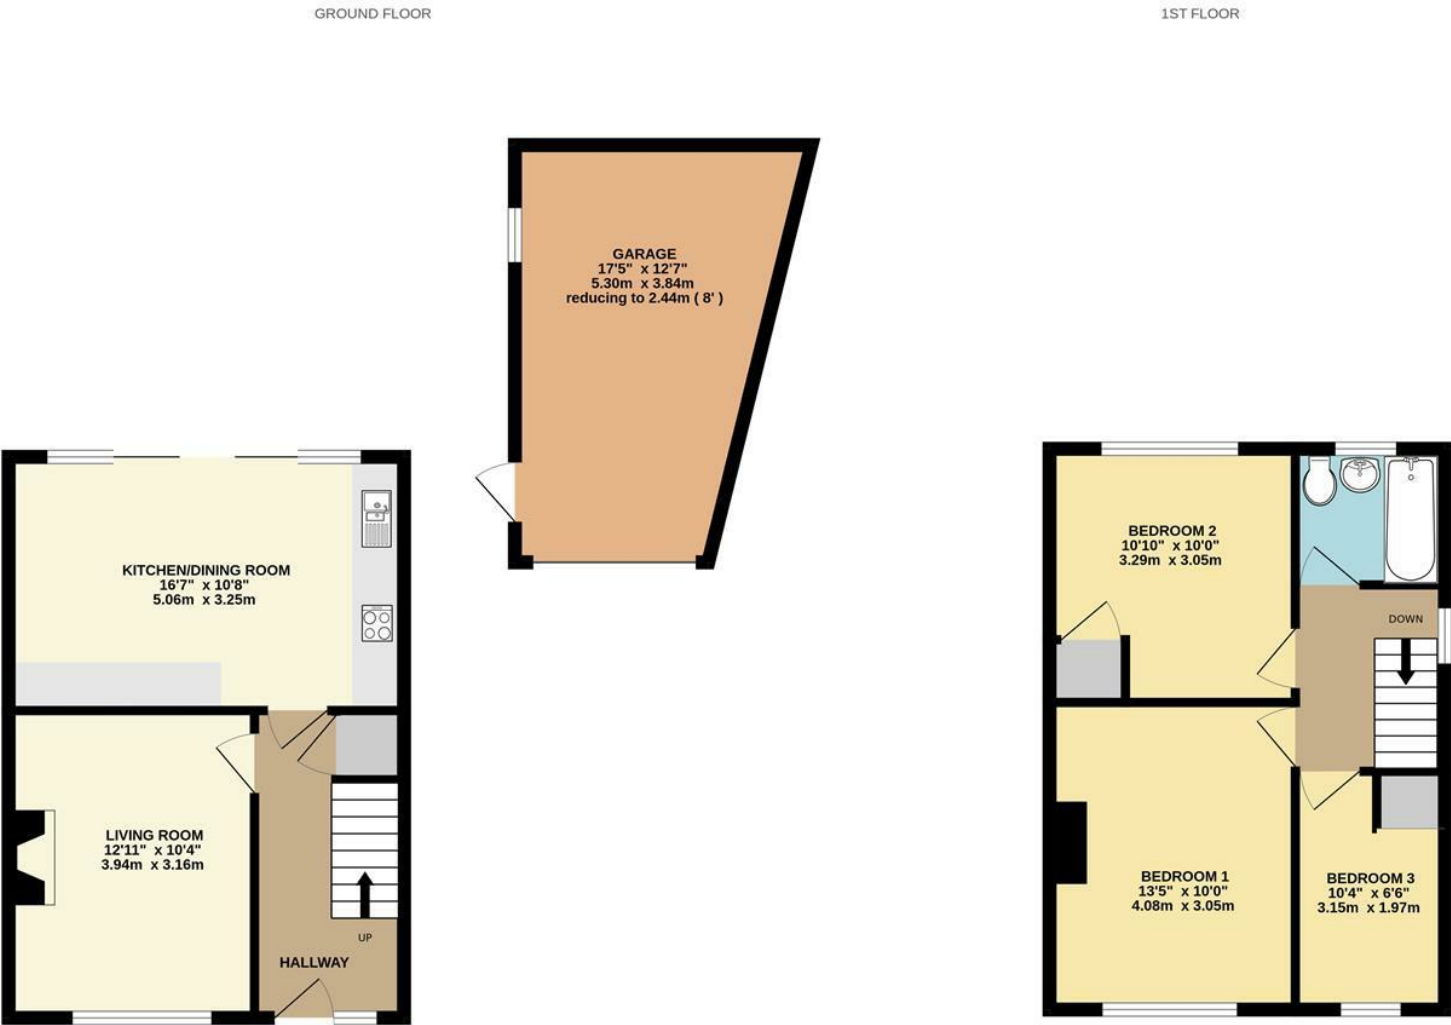 GROUND FLOOR
1ST FLOOR
GARAGE
17'5" x 12'7"
5.30m x 3.84m
reducing to 2.44m ( 8' )
KITCHEN/DINING ROOM
16'7" x 10'8"
5.06m x 3.25m
LIVING ROOM
12'11" x 10'4"
3.94m x 3.16m
UP
HALLWAY
BEDROOM 2
10'10" x 10'0"
3.29m x 3.05m
DOWN
BEDROOM 1
13'5" x 10'0"
4.08m x 3.05m
BEDROOM 3
10'4" x 6'6"
3.15m x 1.97m